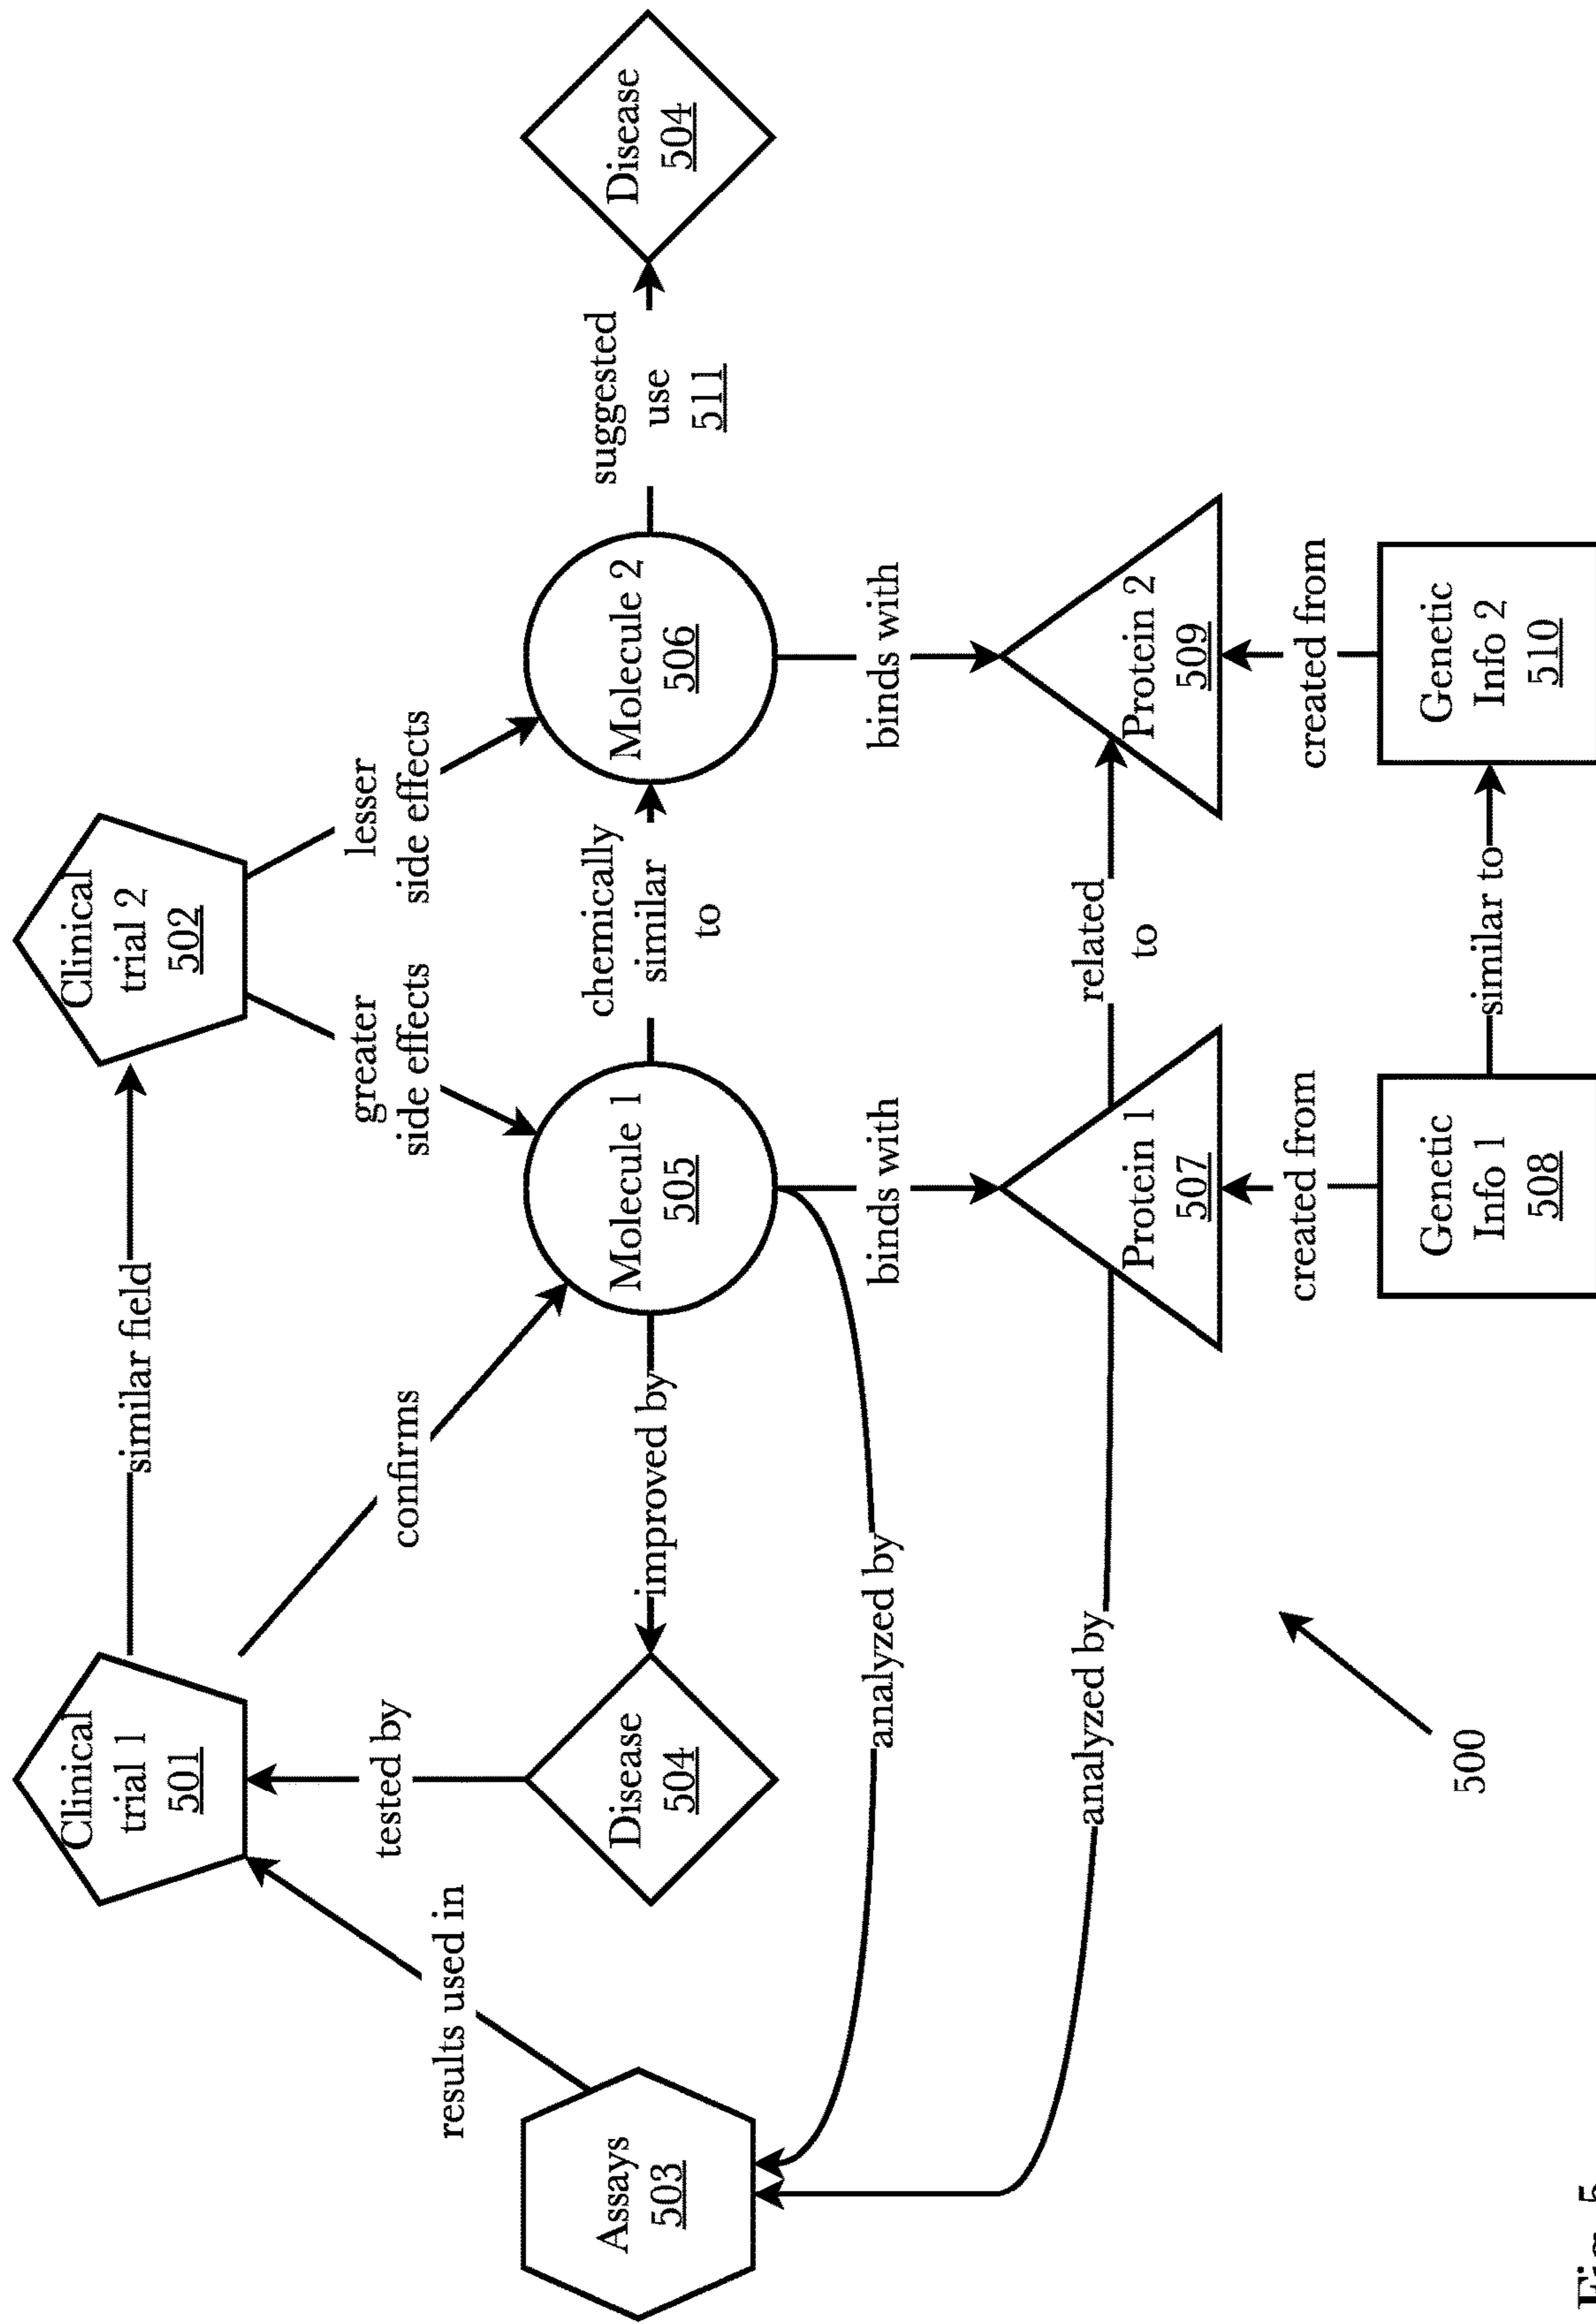 Clinical
trial 1
501
similar field
Clinical
trial 2
502
results used in
tested by
confirms
greater
side effects
lesser
side effects
Assays
503
Disease
504
improved by
Molecule 1
505
chemically
similar
to
Molecule 2
506
suggested
use
511
Disease
504
analyzed by
binds with
binds with
analyzed by
Protein 1
507
related
to
Protein 2
509
created from
created from
500
Genetic
Info 1
508
similar to
Genetic
Info 2
510
Fig. 5